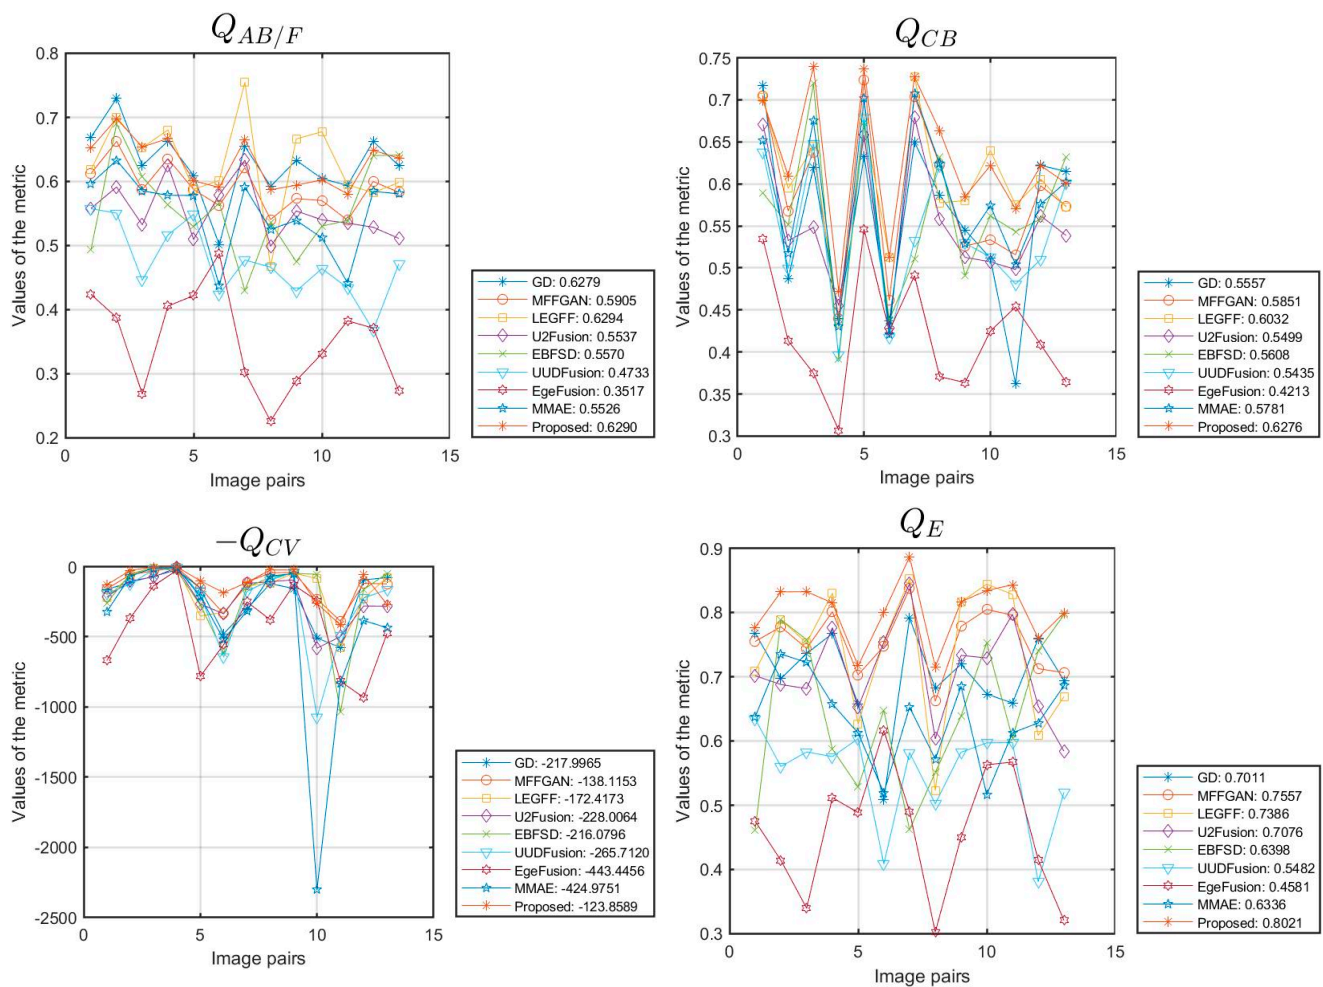 Q_{AB/F}
Values of the metric
0.8
0.7
0.6
0.5
0.4
0.3
0.2
0
5
10
15
Image pairs
GD: 0.6279
MFFGAN: 0.5905
LEGFF: 0.6294
U2Fusion: 0.5537
EBFSD: 0.5570
UUDFusion: 0.4733
EgeFusion: 0.3517
MMAE: 0.5526
Proposed: 0.6290
Q_{CB}
Values of the metric
0.75
0.7
0.65
0.6
0.55
0.5
0.45
0.4
0.35
0.3
0
5
10
15
Image pairs
GD: 0.5557
MFFGAN: 0.5851
LEGFF: 0.6032
U2Fusion: 0.5499
EBFSD: 0.5608
UUDFusion: 0.5435
EgeFusion: 0.4213
MMAE: 0.5781
Proposed: 0.6276
−Q_{CV}
Values of the metric
0
-500
-1000
-1500
-2000
-2500
0
5
10
15
Image pairs
GD: -217.9965
MFFGAN: -138.1153
LEGFF: -172.4173
U2Fusion: -228.0064
EBFSD: -216.0796
UUDFusion: -265.7120
EgeFusion: -443.4456
MMAE: -424.9751
Proposed: -123.8589
Q_E
Values of the metric
0.9
0.8
0.7
0.6
0.5
0.4
0.3
0
5
10
15
Image pairs
GD: 0.7011
MFFGAN: 0.7557
LEGFF: 0.7386
U2Fusion: 0.7076
EBFSD: 0.6398
UUDFusion: 0.5482
EgeFusion: 0.4581
MMAE: 0.6336
Proposed: 0.8021